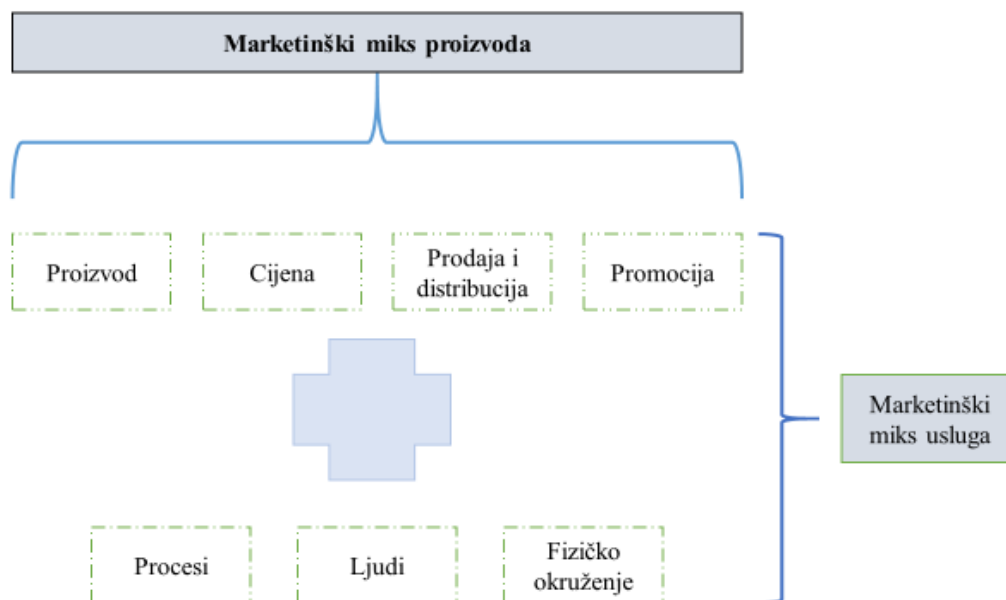 Marketinški miks proizvoda
Proizvod
Cijena
Prodaja i
distribucija
Promocija
Marketinški
miks usluga
Procesi
Ljudi
Fizičko
okruženje